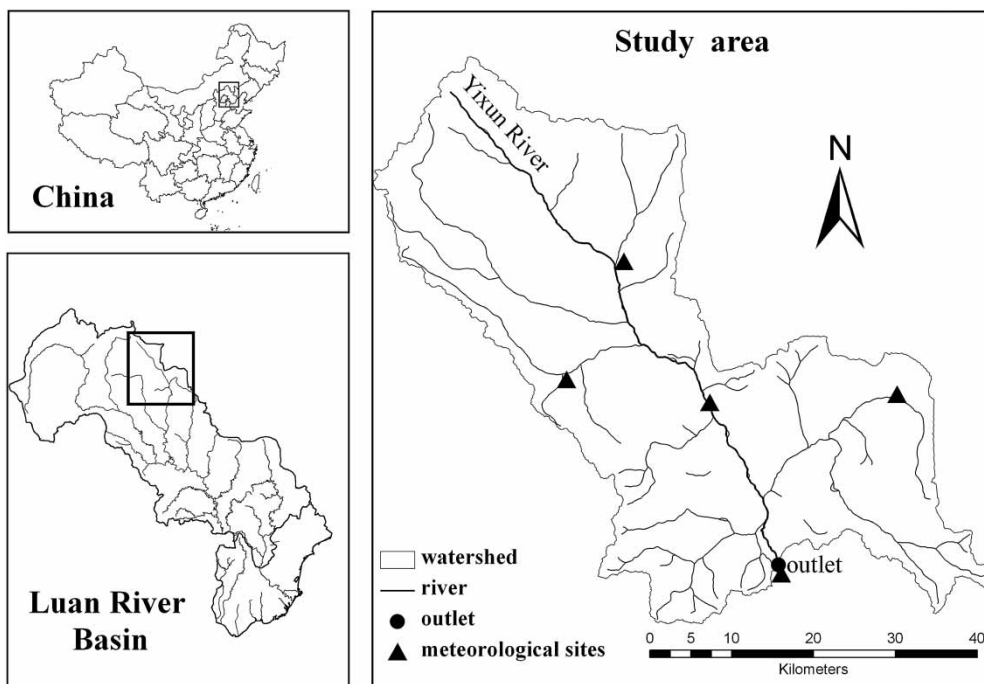 China
Luan River
Basin
Study area
Yixun River
N
outlet
watershed
river
outlet
meteorological sites
0 5 10 20 30 40
Kilometers